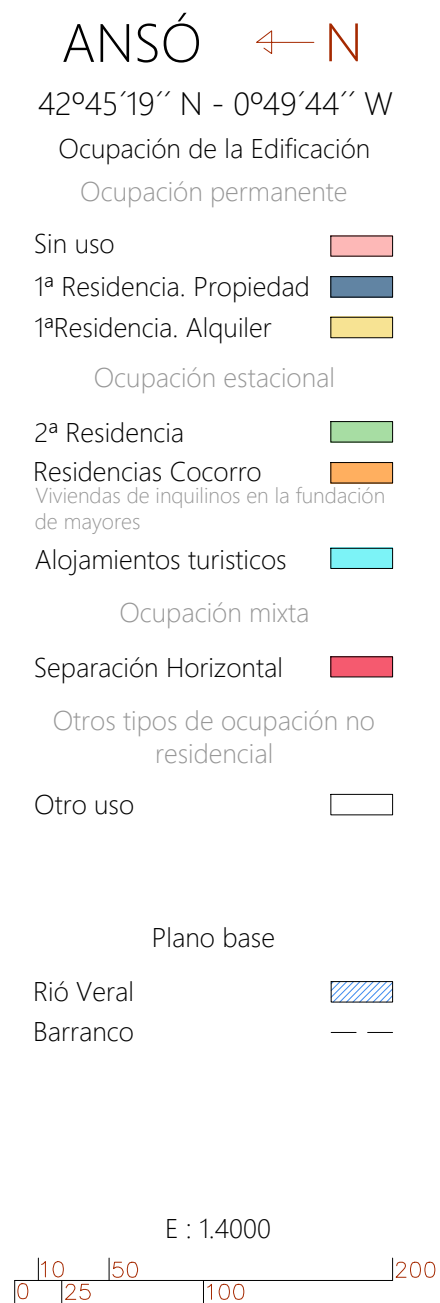 ANSÓ N
42º45´19´´ N - 0º49´44´´ W
Ocupación de la Edificación
Ocupación permanente
Sin uso
1ª Residencia. Propiedad
1ªResidencia. Alquiler
Ocupación estacional
2ª Residencia
Residencias Cocorro
Viviendas de inquilinos en la fundación
de mayores
Alojamientos turisticos
Ocupación mixta
Separación Horizontal
Otros tipos de ocupación no
residencial
Otro uso
Plano base
Rió Veral
Barranco
E : 1.4000
10 50 200
0 25 100